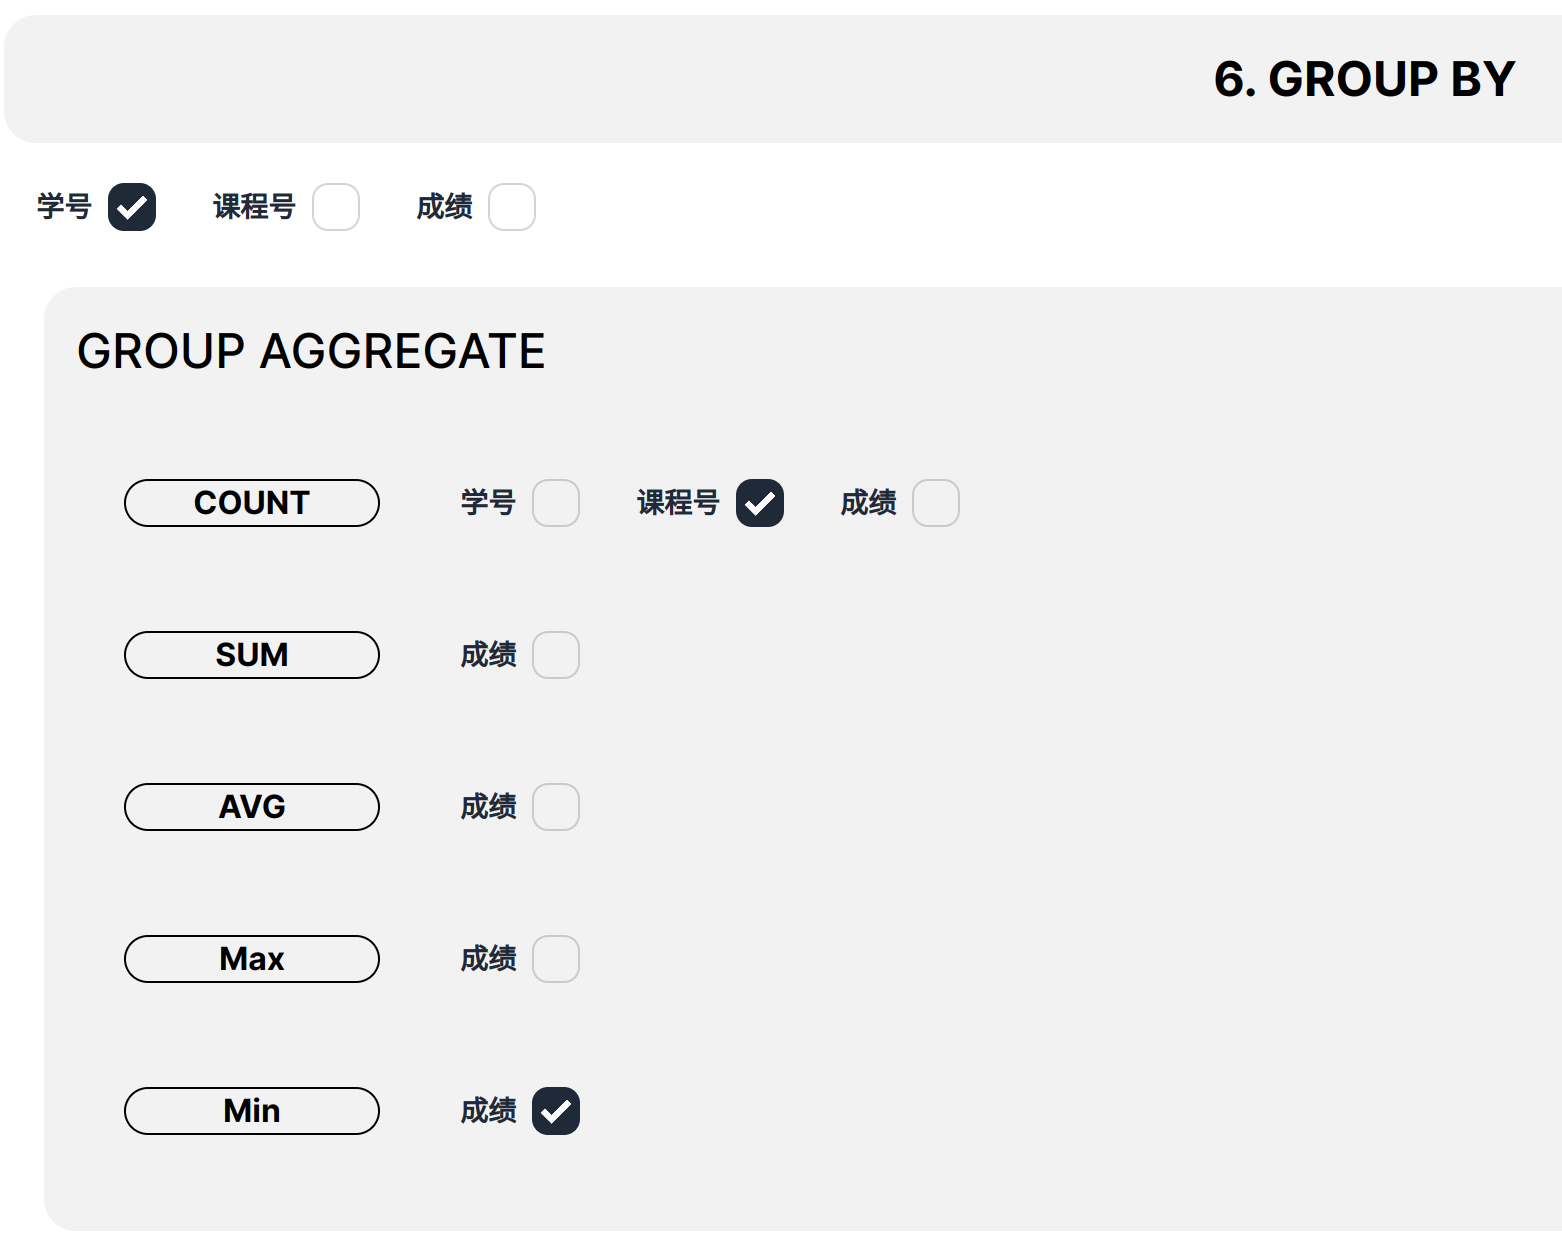 6. GROUP BY
学号 课程号 成绩
GROUP AGGREGATE
COUNT 学号 课程号 成绩
SUM 成绩
AVG 成绩
Max 成绩
Min 成绩